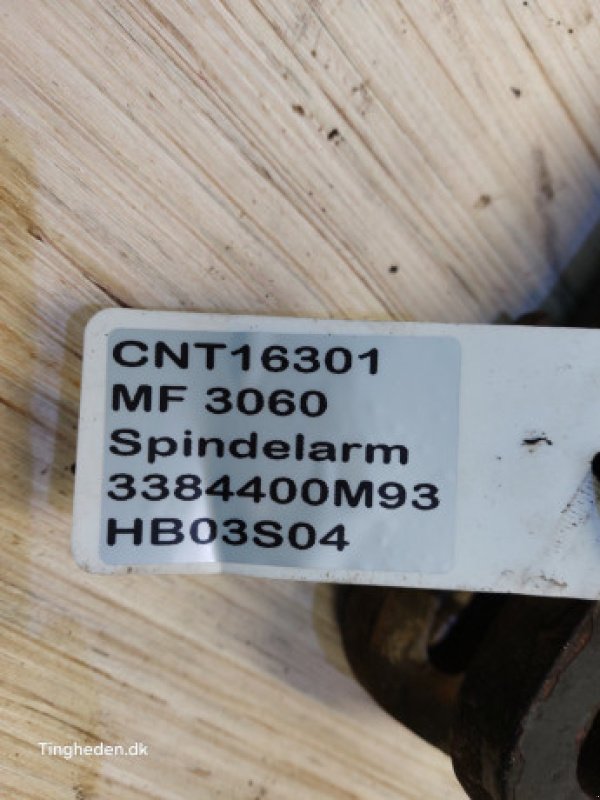 CNT16301
MF 3060
Spindelarm
3384400M93
HB03S04
Tingheden.dk